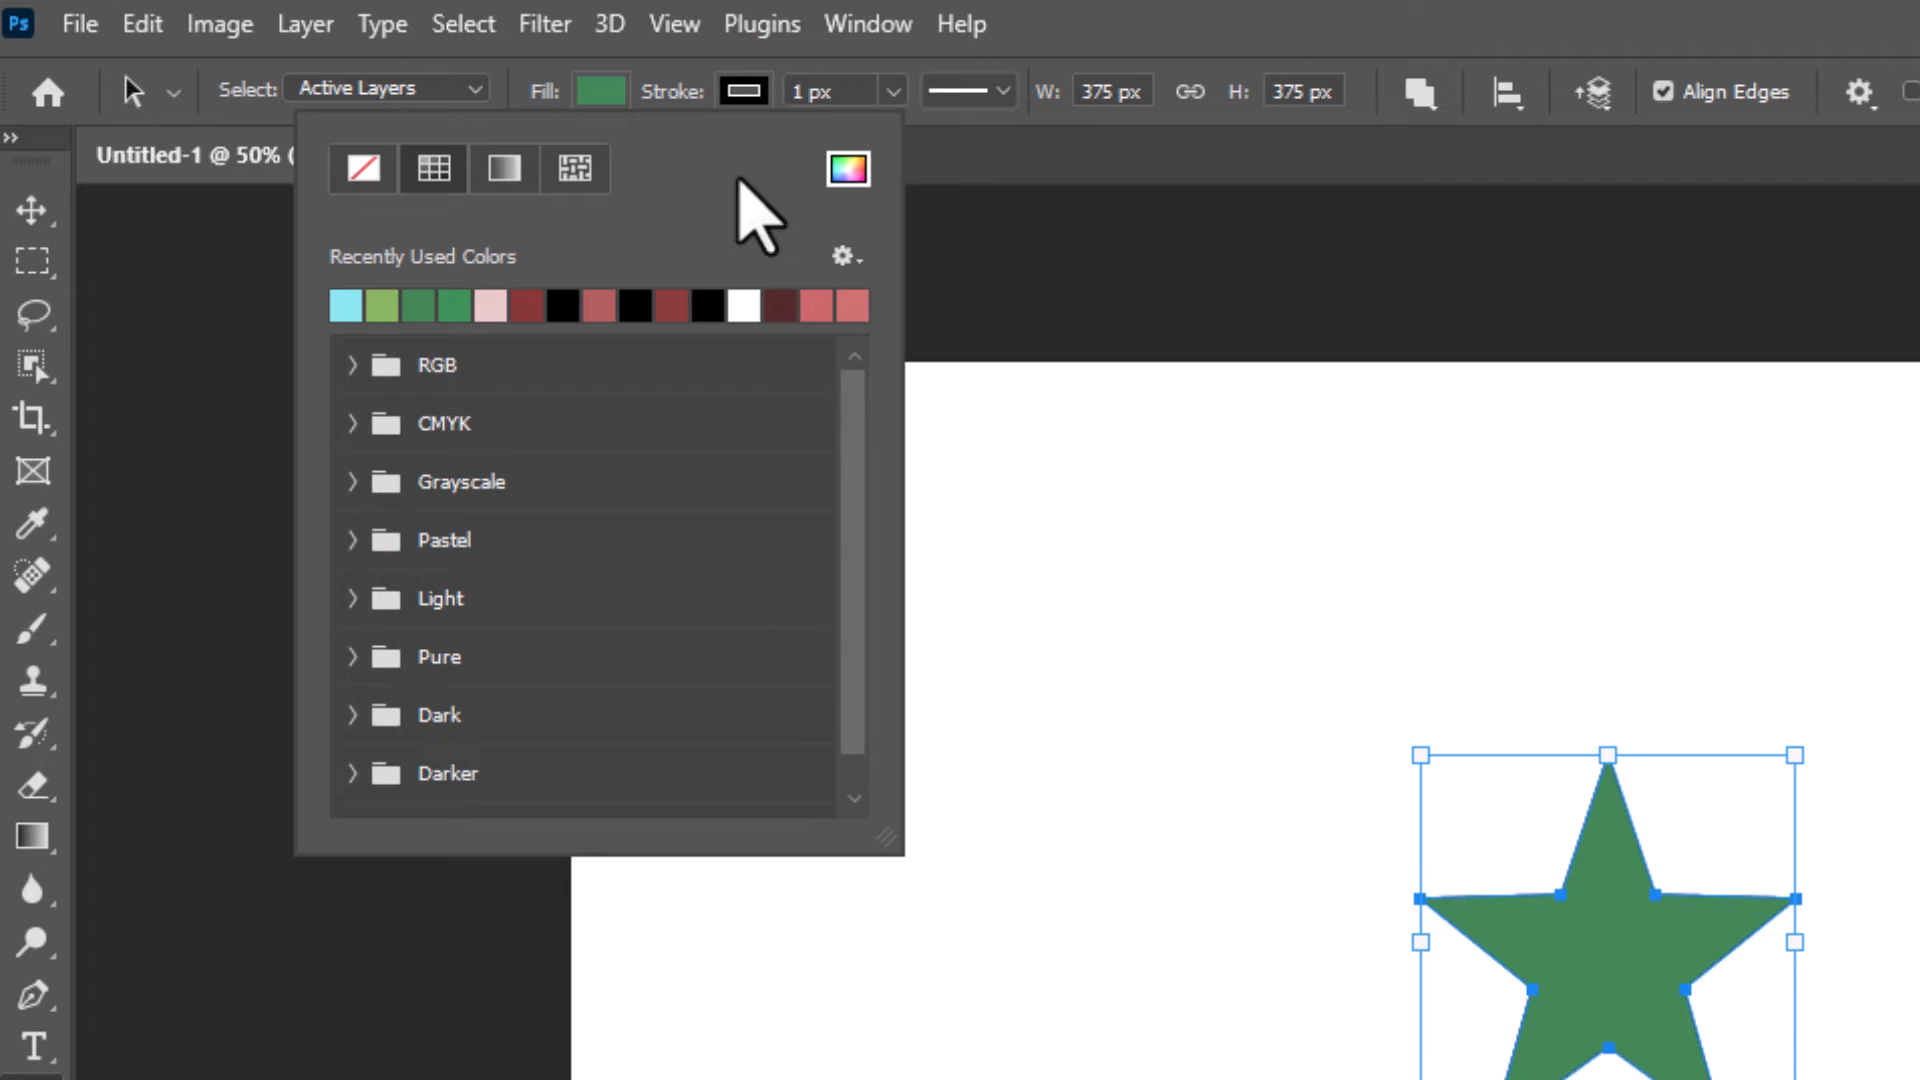 Ps File Edit Image Layer Type Select Filter 3D View Plugins Window Help
Select: Active Layers Fill: Stroke: 1 px W: 375 px H: 375 px Align Edges
Untitled-1 @ 50% (
Recently Used Colors
RGB
CMYK
Grayscale
Pastel
Light
Pure
Dark
Darker
T